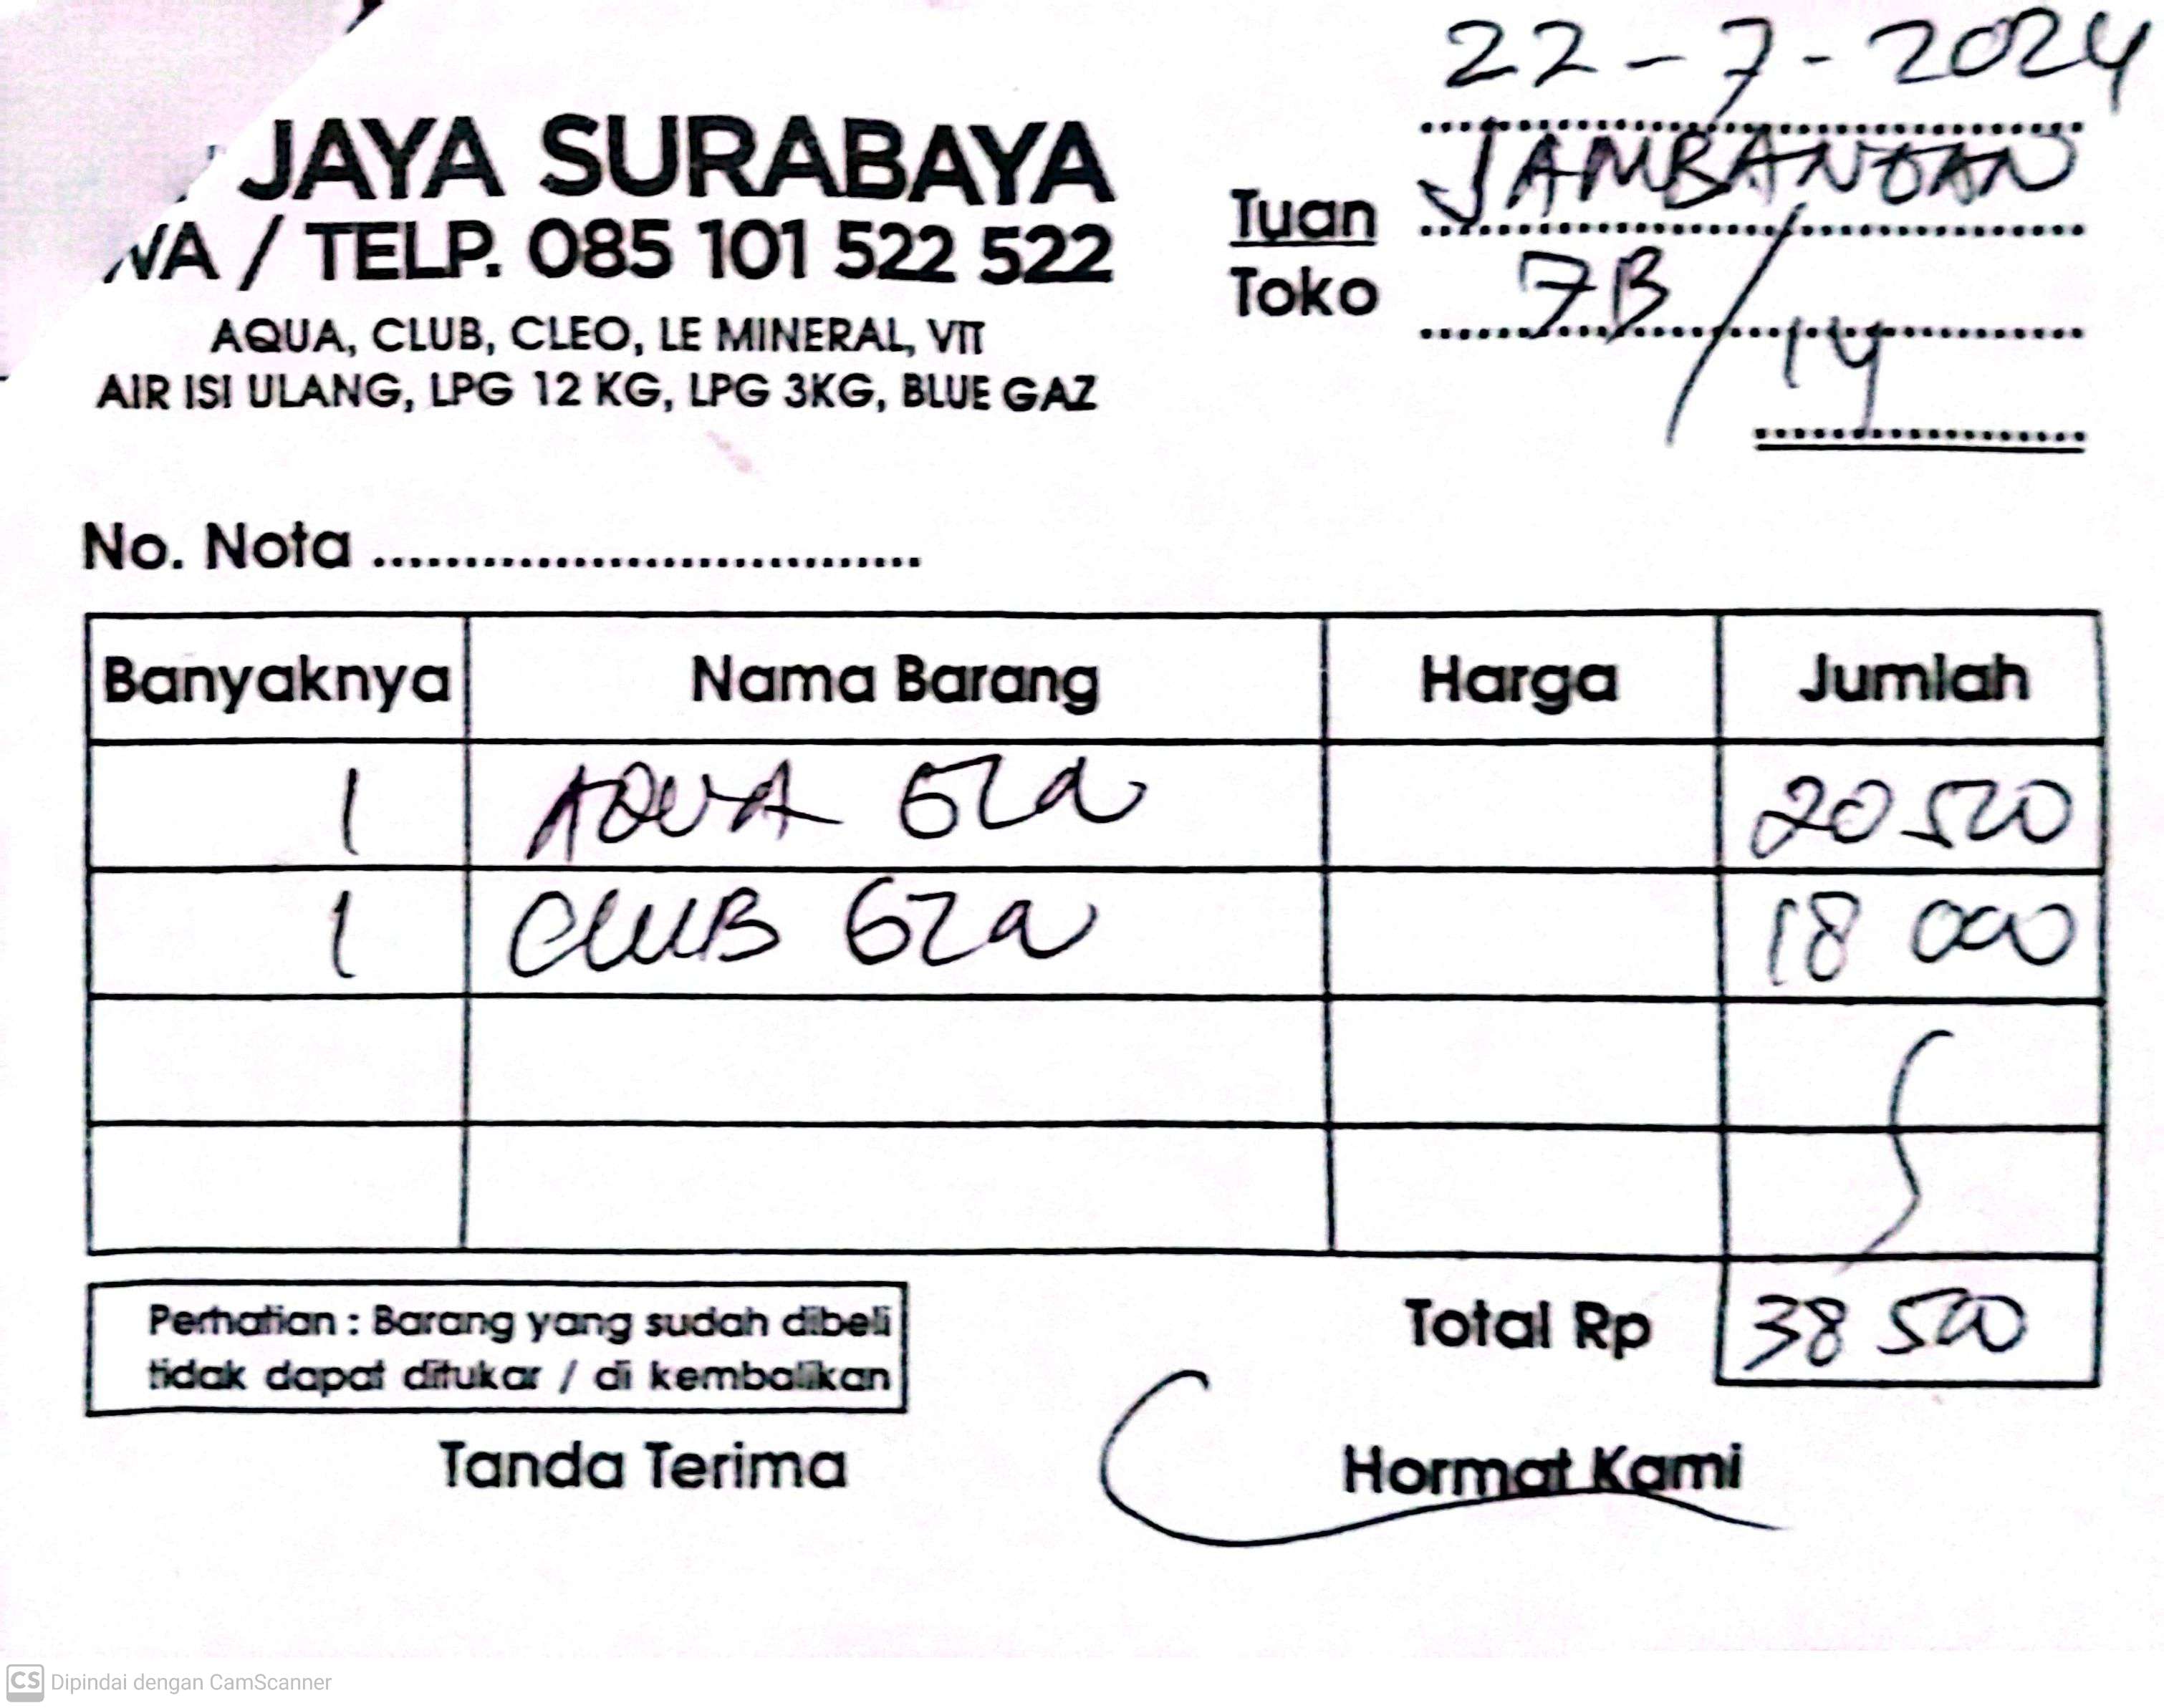 22-7-2024
JAYA SURABAYA
WA / TELP. 085 101 522 522
AQUA, CLUB, CLEO, LE MINERAL, VIT
AIR ISI ULANG, LPG 12 KG, LPG 3KG, BLUE GAZ
Tuan JAMBANGAN
Toko 7B / 14
No. Nota ..............................
Banyaknya Nama Barang Harga Jumlah
1 AQUA 20 500
1 CLUB 18 000
Total Rp 38 500
Perhatian : Barang yang sudah dibeli
tidak dapat ditukar / di kembalikan
Tanda Terima Hormat Kami
CS Dipindai dengan CamScanner